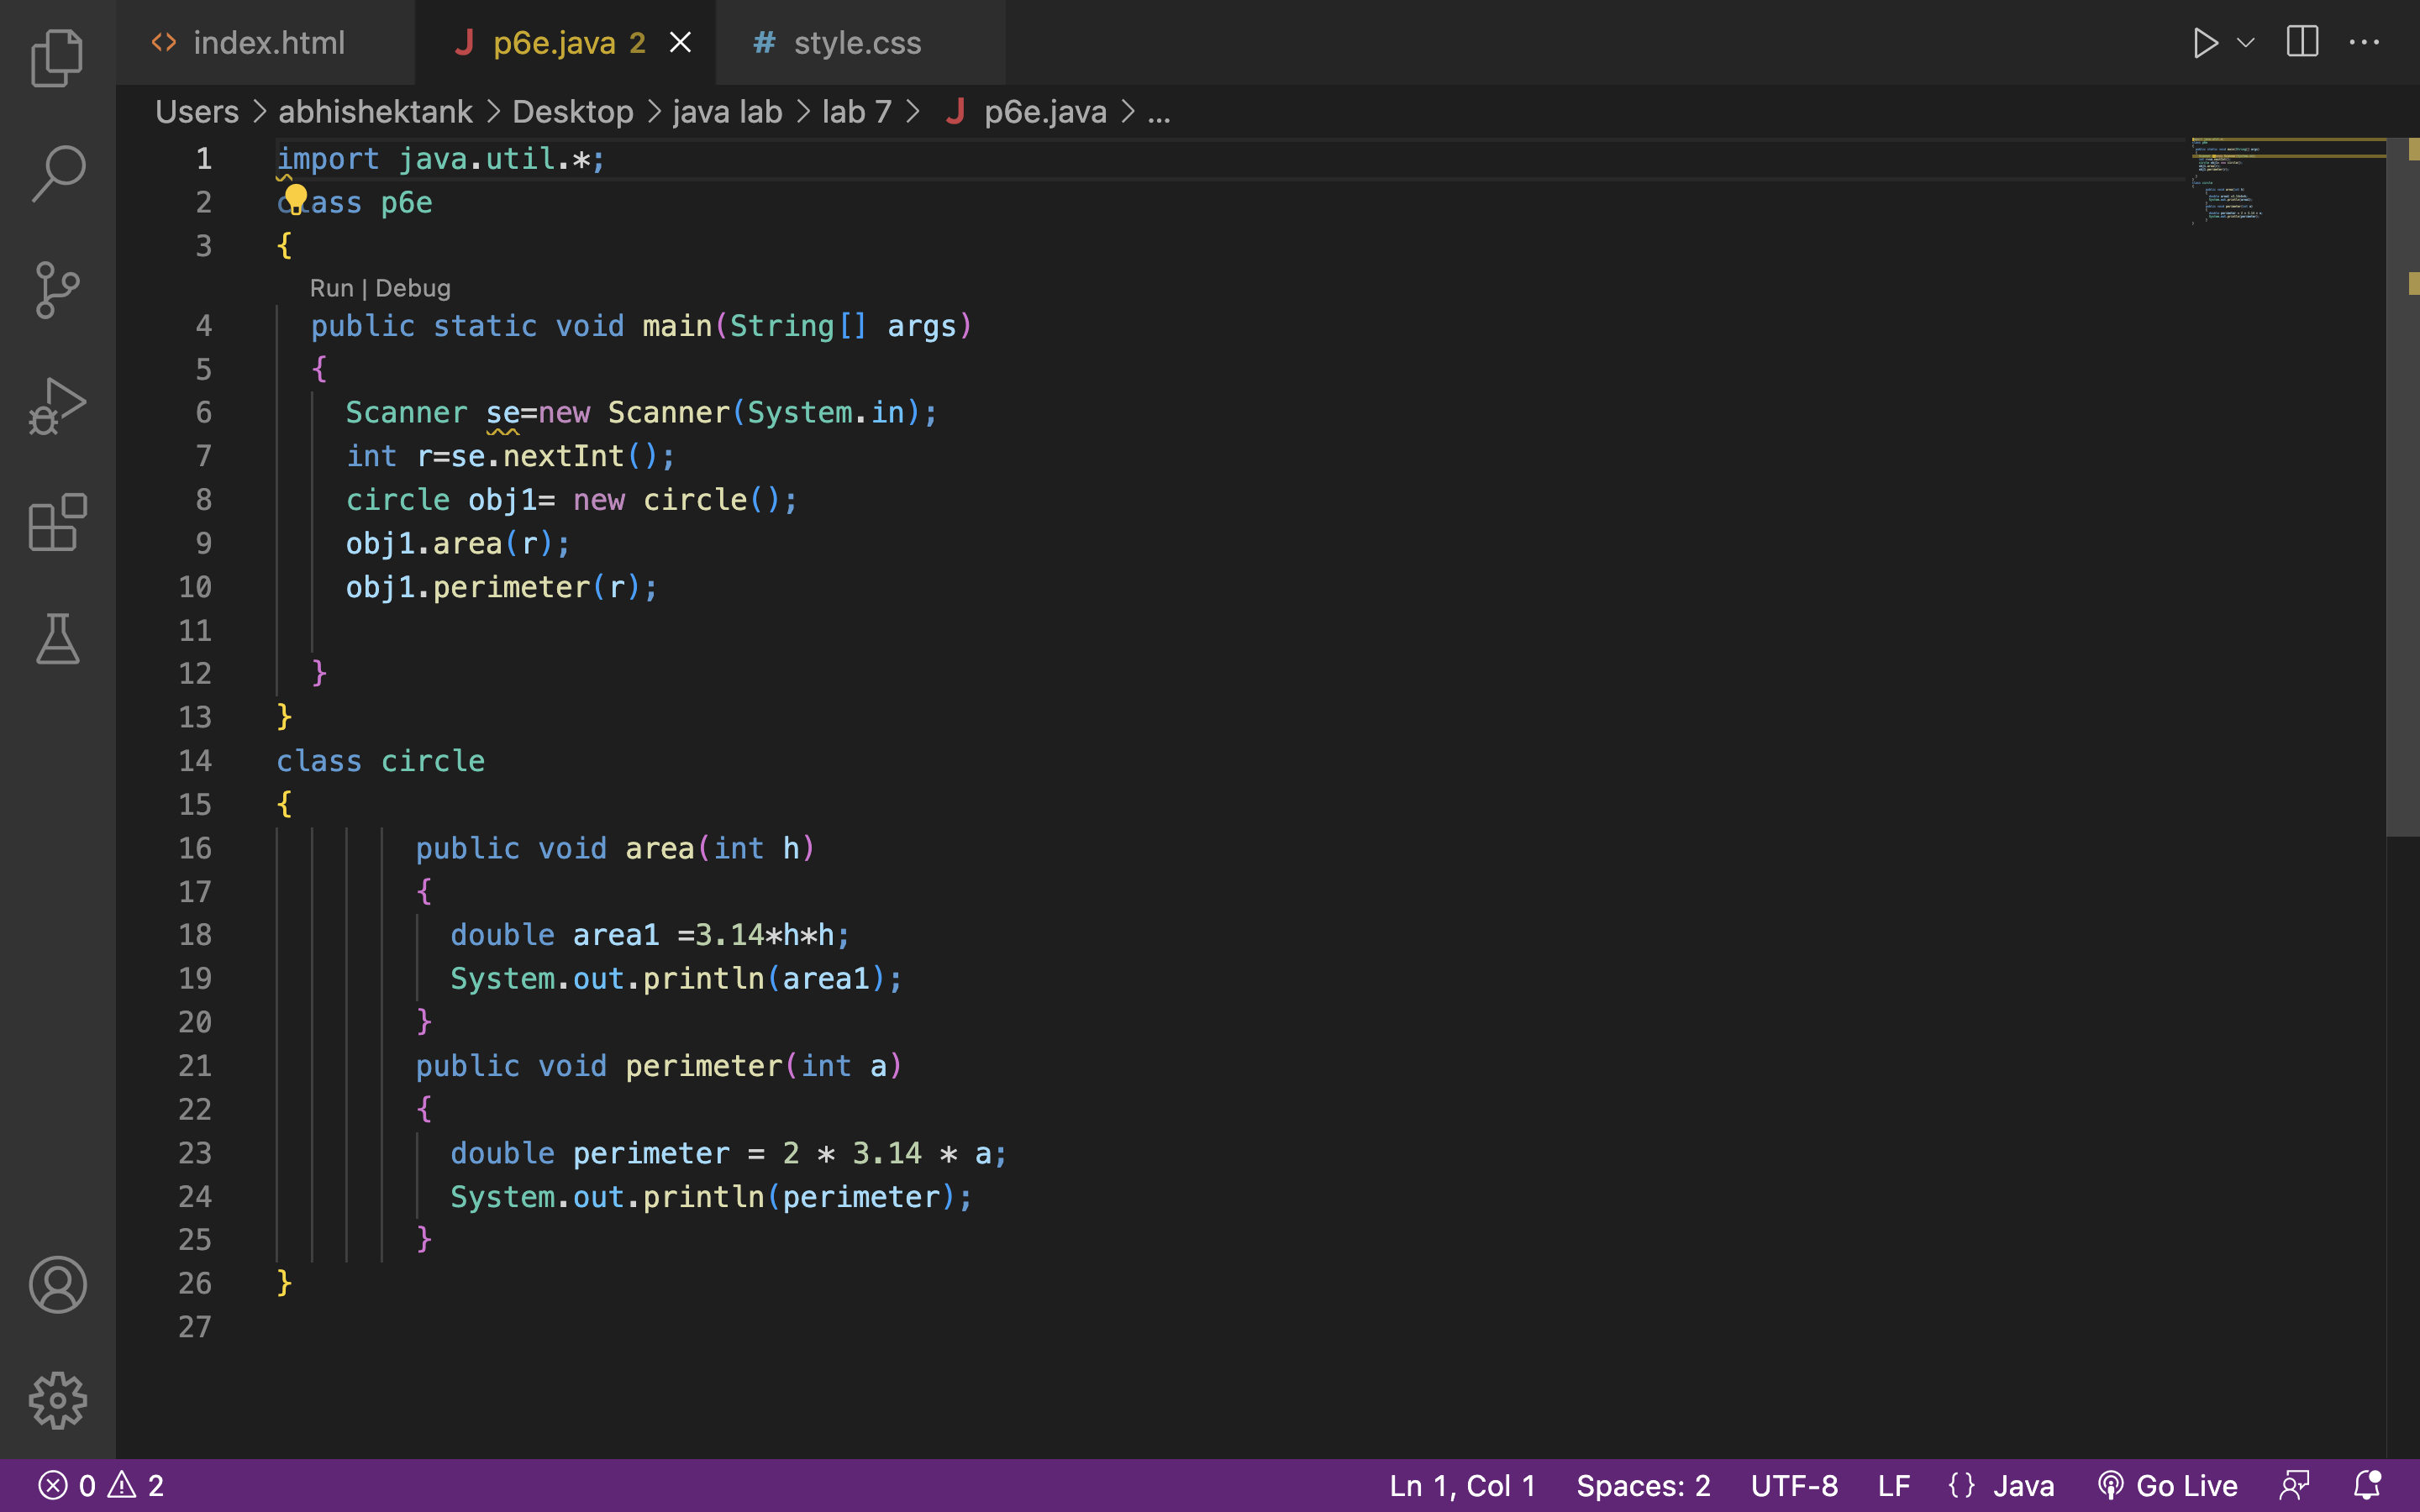 index.html
p6e.java 2
style.css
Users > abhishektank > Desktop > java lab > lab 7 > p6e.java > ...
1 import java.util.*;
2 class p6e
3 {
Run | Debug
4 public static void main(String[] args)
5 {
6 Scanner se=new Scanner(System.in);
7 int r=se.nextInt();
8 circle obj1= new circle();
9 obj1.area(r);
10 obj1.perimeter(r);
11
12 }
13 }
14 class circle
15 {
16 public void area(int h)
17 {
18 double area1 =3.14*h*h;
19 System.out.println(area1);
20 }
21 public void perimeter(int a)
22 {
23 double perimeter = 2 * 3.14 * a;
24 System.out.println(perimeter);
25 }
26 }
27
0 2 Ln 1, Col 1 Spaces: 2 UTF-8 LF {} Java Go Live